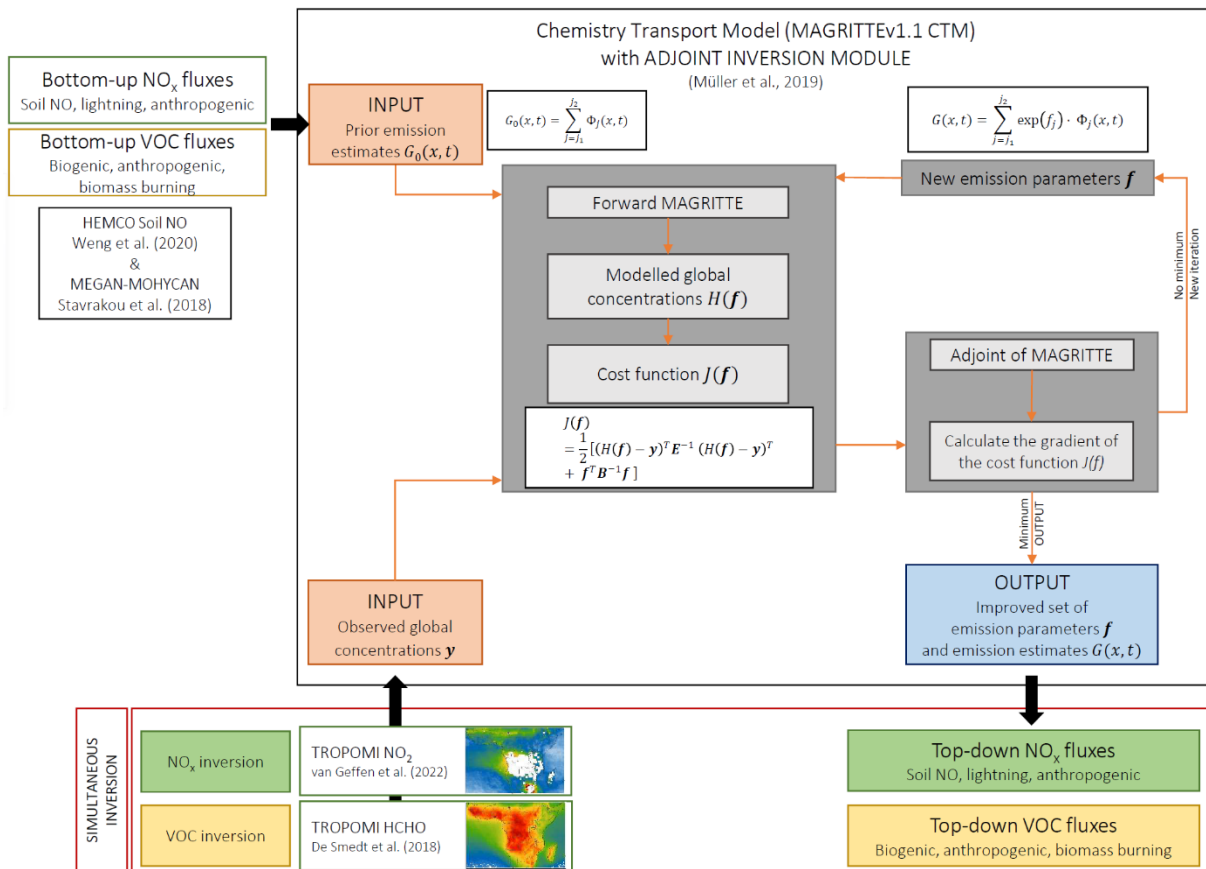 Chemistry Transport Model (MAGRITTEv1.1 CTM)
with ADJOINT INVERSION MODULE
(Müller et al., 2019)
Bottom-up NOₓ fluxes
Soil NO, lightning, anthropogenic
Bottom-up VOC fluxes
Biogenic, anthropogenic,
biomass burning
HEMCO Soil NO
Weng et al. (2020)
&
MEGAN-MOHYCAN
Stavrakou et al. (2018)
INPUT
Prior emission
estimates G₀(x, t)
G₀(x, t) = ∑_{j=j₁}^{j₂} Φⱼ(x, t)
G(x, t) = ∑_{j=j₁}^{j₂} exp(fⱼ) · Φⱼ(x, t)
New emission parameters f
Forward MAGRITTE
Modelled global
concentrations H(f)
Cost function J(f)
J(f)
= 1/2 [(H(f) − y)ᵀ E⁻¹ (H(f) − y)ᵀ
+ fᵀ B⁻¹ f ]
No minimum
New iteration
Adjoint of MAGRITTE
Calculate the gradient of
the cost function J(f)
Minimum
OUTPUT
INPUT
Observed global
concentrations y
OUTPUT
Improved set of
emission parameters f
and emission estimates G(x, t)
SIMULTANEOUS
INVERSION
NOₓ inversion
TROPOMI NO₂
van Geffen et al. (2022)
VOC inversion
TROPOMI HCHO
De Smedt et al. (2018)
Top-down NOₓ fluxes
Soil NO, lightning, anthropogenic
Top-down VOC fluxes
Biogenic, anthropogenic, biomass burning